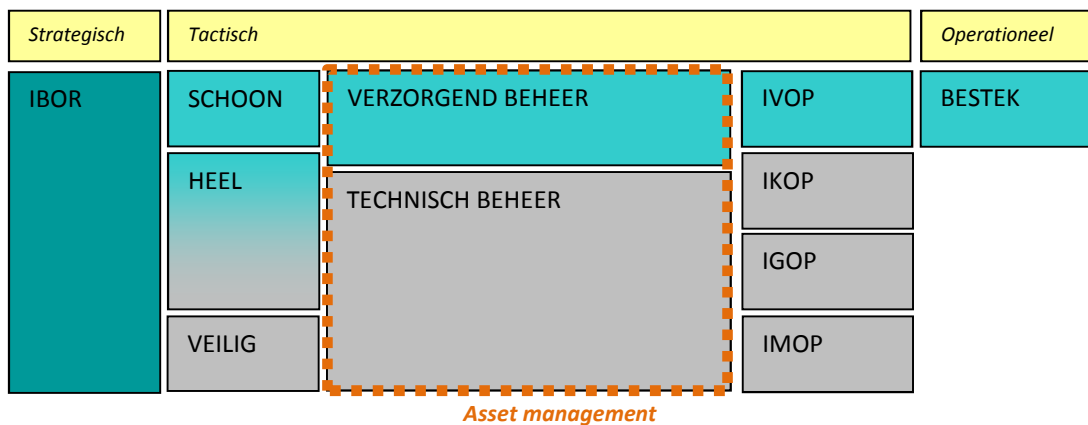 Strategisch
Tactisch
Operationeel
IBOR
SCHOON
VERZORGEND BEHEER
IVOP
BESTEK
HEEL
TECHNISCH BEHEER
IKOP
IGOP
VEILIG
IMOP
Asset management